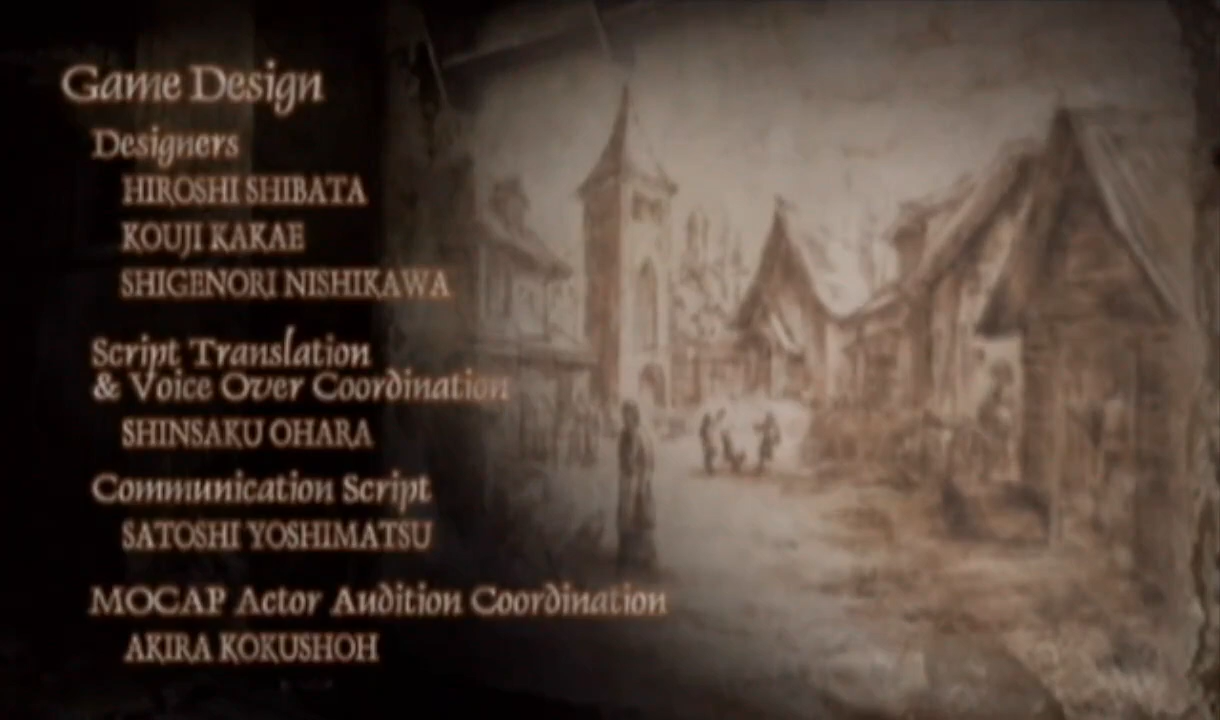 Game Design
Designers
HIROSHI SHIBATA
KOUJI KAKAE
SHIGENORI NISHIKAWA
Script Translation
& Voice Over Coordination
SHINSAKU OHARA
Communication Script
SATOSHI YOSHIMATSU
MOCAP Actor Audition Coordination
AKIRA KOKUSHOH